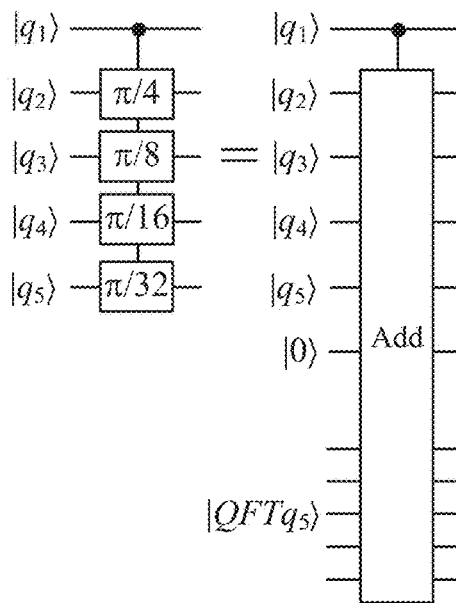 |q₁⟩ |q₁⟩
|q₂⟩ π/4 |q₂⟩
|q₃⟩ π/8 = |q₃⟩
|q₄⟩ π/16 |q₄⟩
|q₅⟩ π/32 |q₅⟩
|0⟩ Add
|QFTq₅⟩